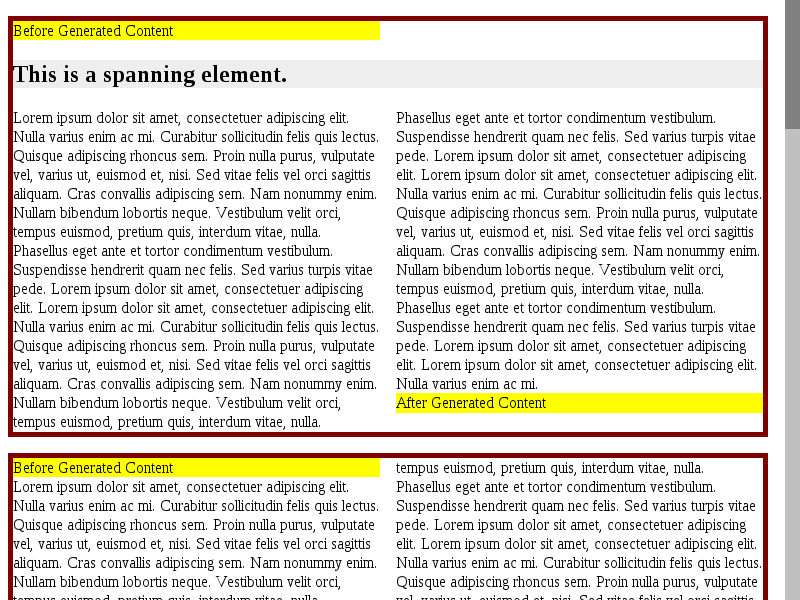 Before Generated Content
This is a spanning element.
Lorem ipsum dolor sit amet, consectetuer adipiscing elit.
Nulla varius enim ac mi. Curabitur sollicitudin felis quis lectus.
Quisque adipiscing rhoncus sem. Proin nulla purus, vulputate
vel, varius ut, euismod et, nisi. Sed vitae felis vel orci sagittis
aliquam. Cras convallis adipiscing sem. Nam nonummy enim.
Nullam bibendum lobortis neque. Vestibulum velit orci,
tempus euismod, pretium quis, interdum vitae, nulla.
Phasellus eget ante et tortor condimentum vestibulum.
Suspendisse hendrerit quam nec felis. Sed varius turpis vitae
pede. Lorem ipsum dolor sit amet, consectetuer adipiscing
elit. Lorem ipsum dolor sit amet, consectetuer adipiscing elit.
Nulla varius enim ac mi. Curabitur sollicitudin felis quis lectus.
Quisque adipiscing rhoncus sem. Proin nulla purus, vulputate
vel, varius ut, euismod et, nisi. Sed vitae felis vel orci sagittis
aliquam. Cras convallis adipiscing sem. Nam nonummy enim.
Nullam bibendum lobortis neque. Vestibulum velit orci,
tempus euismod, pretium quis, interdum vitae, nulla.
Phasellus eget ante et tortor condimentum vestibulum.
Suspendisse hendrerit quam nec felis. Sed varius turpis vitae
pede. Lorem ipsum dolor sit amet, consectetuer adipiscing
elit. Lorem ipsum dolor sit amet, consectetuer adipiscing elit.
Nulla varius enim ac mi. Curabitur sollicitudin felis quis lectus.
Quisque adipiscing rhoncus sem. Proin nulla purus, vulputate
vel, varius ut, euismod et, nisi. Sed vitae felis vel orci sagittis
aliquam. Cras convallis adipiscing sem. Nam nonummy enim.
Nullam bibendum lobortis neque. Vestibulum velit orci,
tempus euismod, pretium quis, interdum vitae, nulla.
Phasellus eget ante et tortor condimentum vestibulum.
Suspendisse hendrerit quam nec felis. Sed varius turpis vitae
pede. Lorem ipsum dolor sit amet, consectetuer adipiscing
elit. Lorem ipsum dolor sit amet, consectetuer adipiscing elit.
Nulla varius enim ac mi.
After Generated Content
Before Generated Content
Lorem ipsum dolor sit amet, consectetuer adipiscing elit.
Nulla varius enim ac mi. Curabitur sollicitudin felis quis lectus.
Quisque adipiscing rhoncus sem. Proin nulla purus, vulputate
vel, varius ut, euismod et, nisi. Sed vitae felis vel orci sagittis
aliquam. Cras convallis adipiscing sem. Nam nonummy enim.
Nullam bibendum lobortis neque. Vestibulum velit orci,
tempus euismod, pretium quis, interdum vitae, nulla.
tempus euismod, pretium quis, interdum vitae, nulla.
Phasellus eget ante et tortor condimentum vestibulum.
Suspendisse hendrerit quam nec felis. Sed varius turpis vitae
pede. Lorem ipsum dolor sit amet, consectetuer adipiscing
elit. Lorem ipsum dolor sit amet, consectetuer adipiscing elit.
Nulla varius enim ac mi. Curabitur sollicitudin felis quis lectus.
Quisque adipiscing rhoncus sem. Proin nulla purus, vulputate
vel, varius ut, euismod et, nisi. Sed vitae felis vel orci sagittis